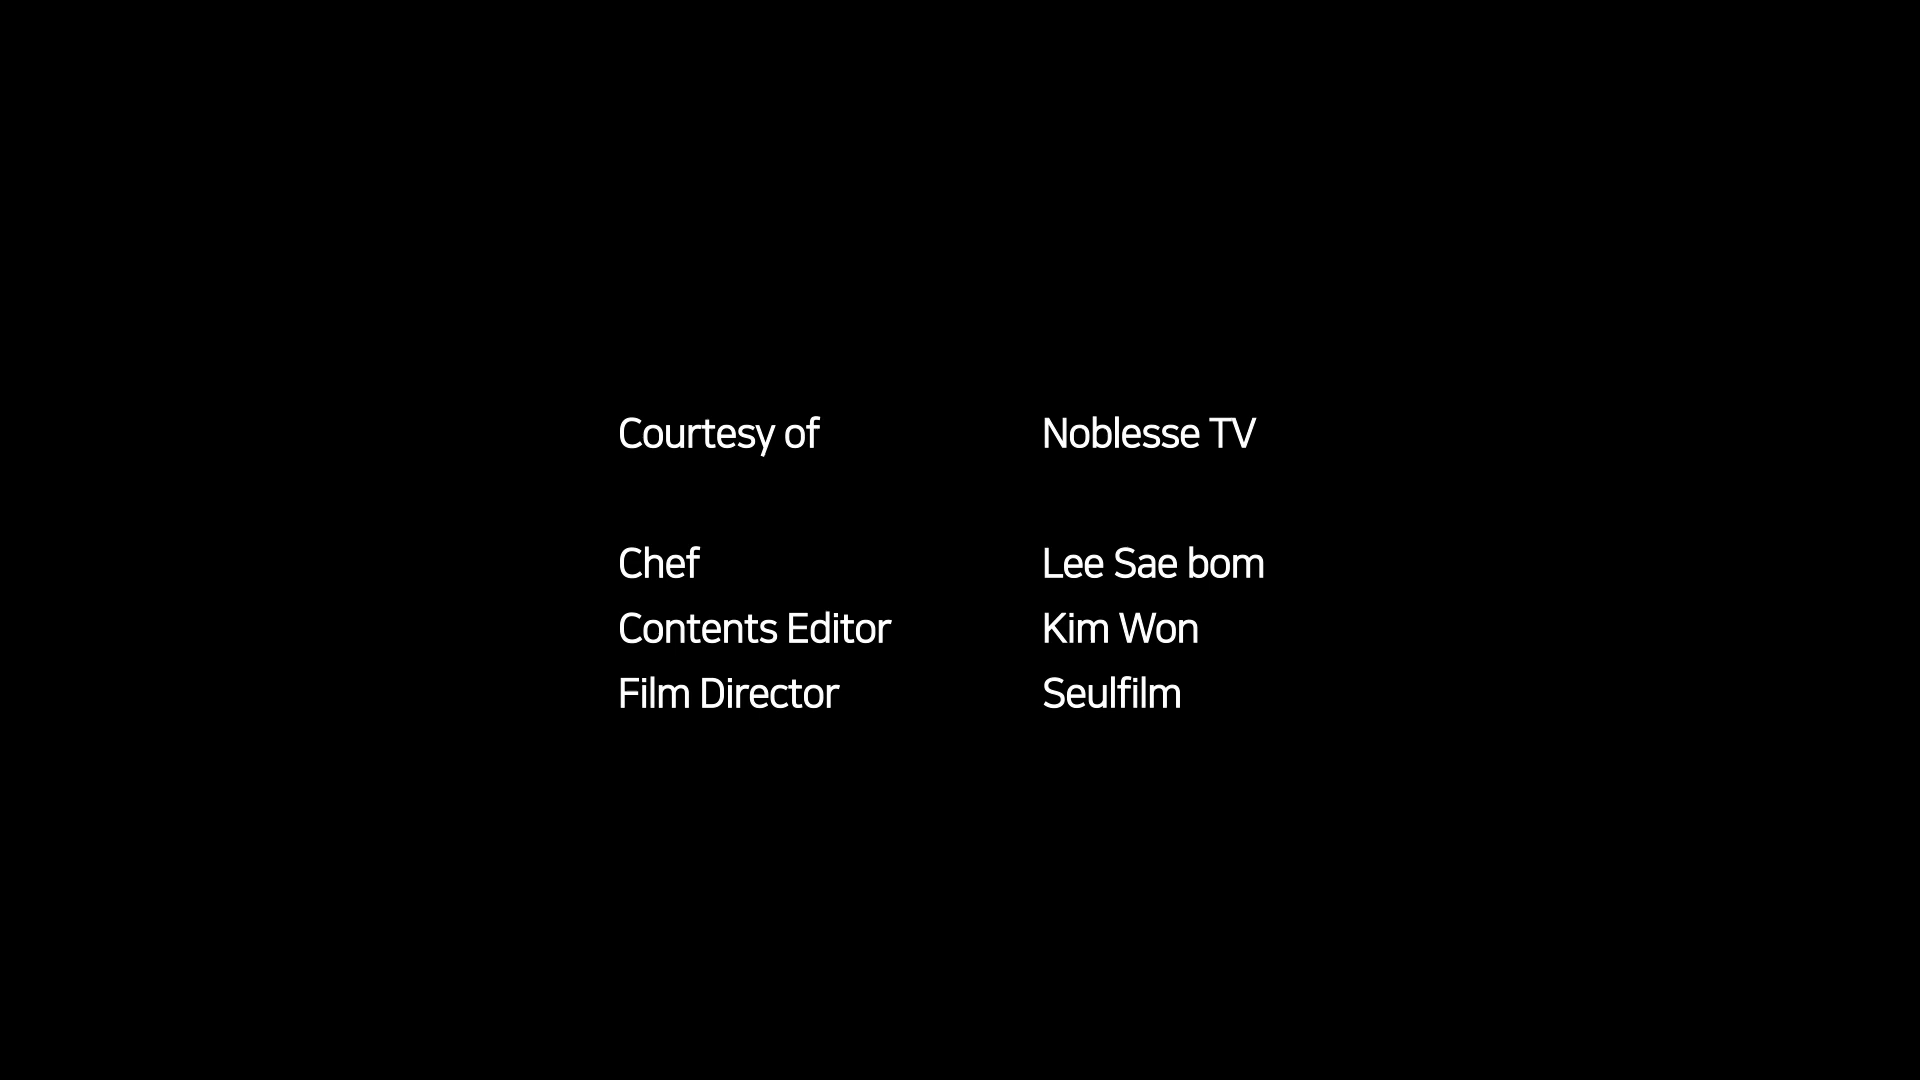 Courtesy of Noblesse TV
Chef Lee Sae bom
Contents Editor Kim Won
Film Director Seulfilm